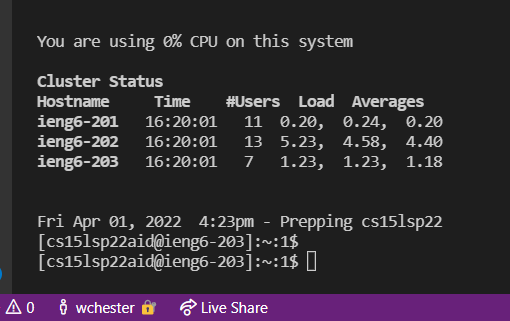 You are using 0% CPU on this system
Cluster Status
Hostname Time #Users Load Averages
ieng6-201 16:20:01 11 0.20, 0.24, 0.20
ieng6-202 16:20:01 13 5.23, 4.58, 4.40
ieng6-203 16:20:01 7 1.23, 1.23, 1.18
Fri Apr 01, 2022 4:23pm - Prepping cs15lsp22
[cs15lsp22aid@ieng6-203]:~:1$
[cs15lsp22aid@ieng6-203]:~:1$
0 wchester Live Share